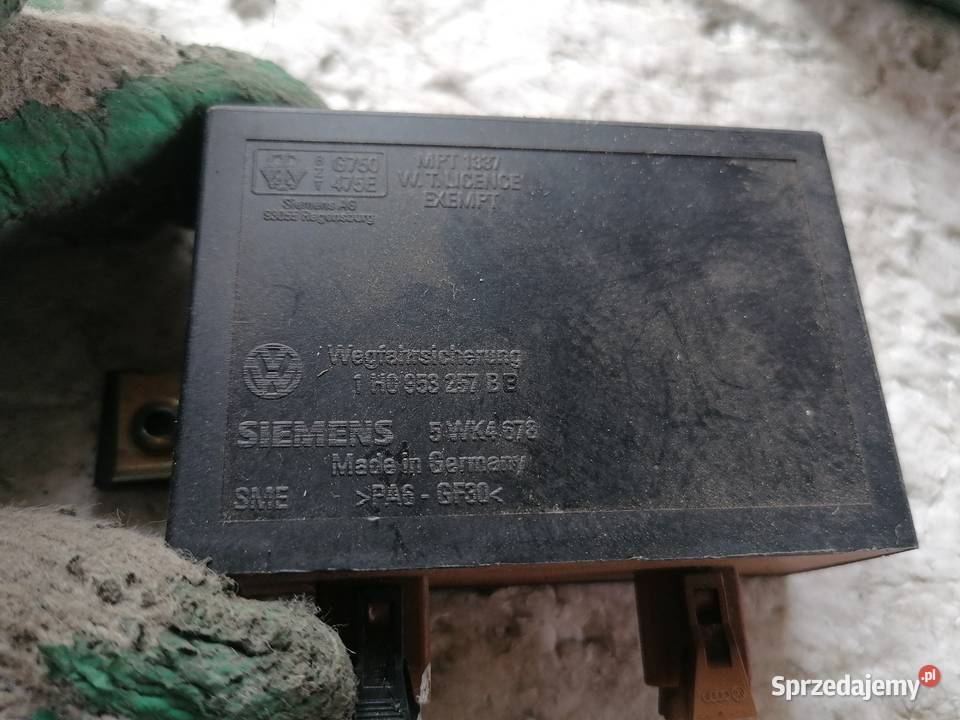 G750
475E
Siemens AG
93055 Regensburg
MPT 1337
W.T. LICENCE
EXEMPT
Wegfahrsicherung
1 H0 953 257 B B
SIEMENS 5 WK4 678
Made in Germany
SME >PA6 - GF30<
Sprzedajemy.pl